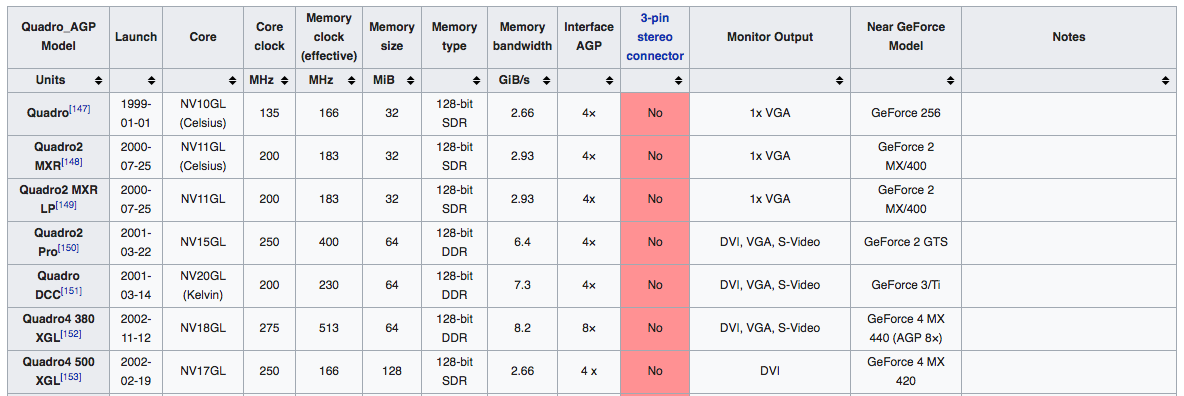 Quadro_AGP Model Launch Core Core clock Memory clock (effective) Memory size Memory type Memory bandwidth Interface AGP 3-pin stereo connector Monitor Output Near GeForce Model Notes
Units MHz MHz MiB GiB/s
Quadro[147] 1999-01-01 NV10GL (Celsius) 135 166 32 128-bit SDR 2.66 4× No 1x VGA GeForce 256
Quadro2 MXR[148] 2000-07-25 NV11GL (Celsius) 200 183 32 128-bit SDR 2.93 4× No 1x VGA GeForce 2 MX/400
Quadro2 MXR LP[149] 2000-07-25 NV11GL 200 183 32 128-bit SDR 2.93 4× No 1x VGA GeForce 2 MX/400
Quadro2 Pro[150] 2001-03-22 NV15GL 250 400 64 128-bit DDR 6.4 4× No DVI, VGA, S-Video GeForce 2 GTS
Quadro DCC[151] 2001-03-14 NV20GL (Kelvin) 200 230 64 128-bit DDR 7.3 4× No DVI, VGA, S-Video GeForce 3/Ti
Quadro4 380 XGL[152] 2002-11-12 NV18GL 275 513 64 128-bit DDR 8.2 8× No DVI, VGA, S-Video GeForce 4 MX 440 (AGP 8×)
Quadro4 500 XGL[153] 2002-02-19 NV17GL 250 166 128 128-bit SDR 2.66 4 x No DVI GeForce 4 MX 420